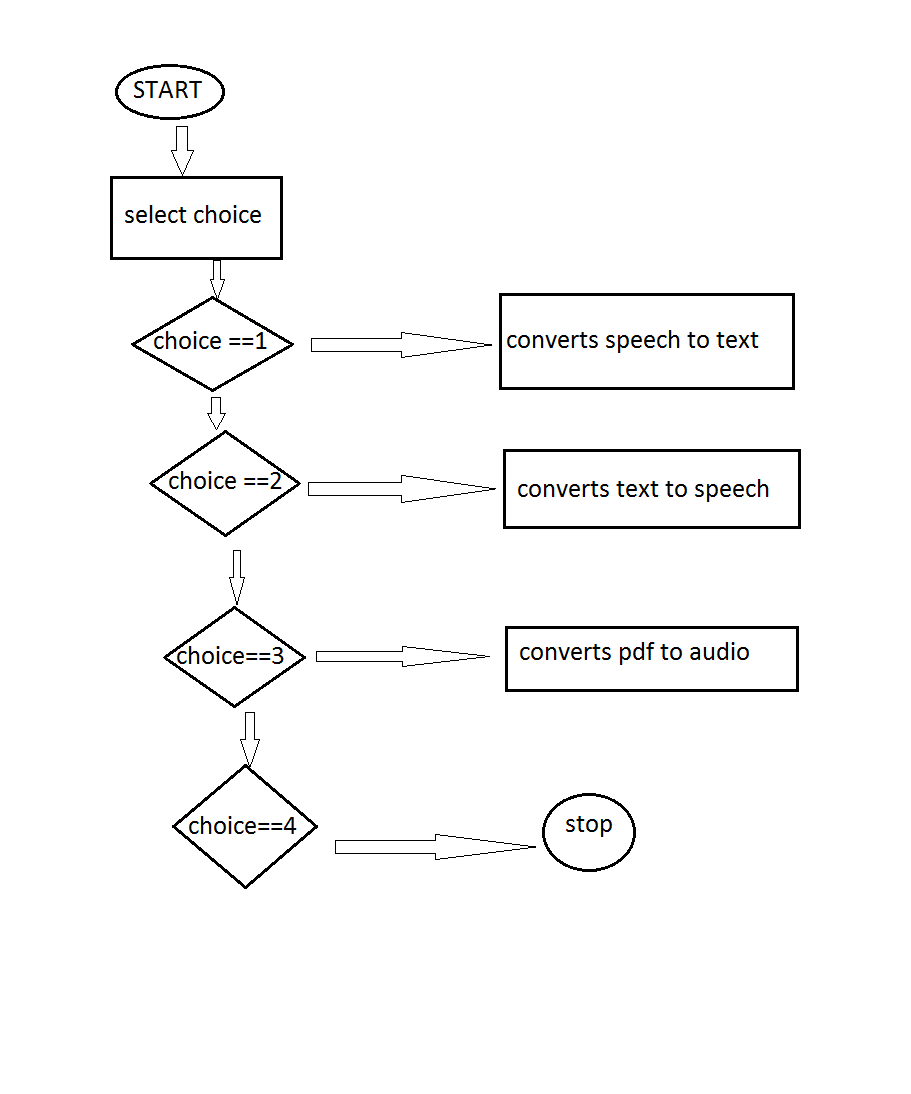 START
select choice
choice ==1
converts speech to text
choice ==2
converts text to speech
choice==3
converts pdf to audio
choice==4
stop